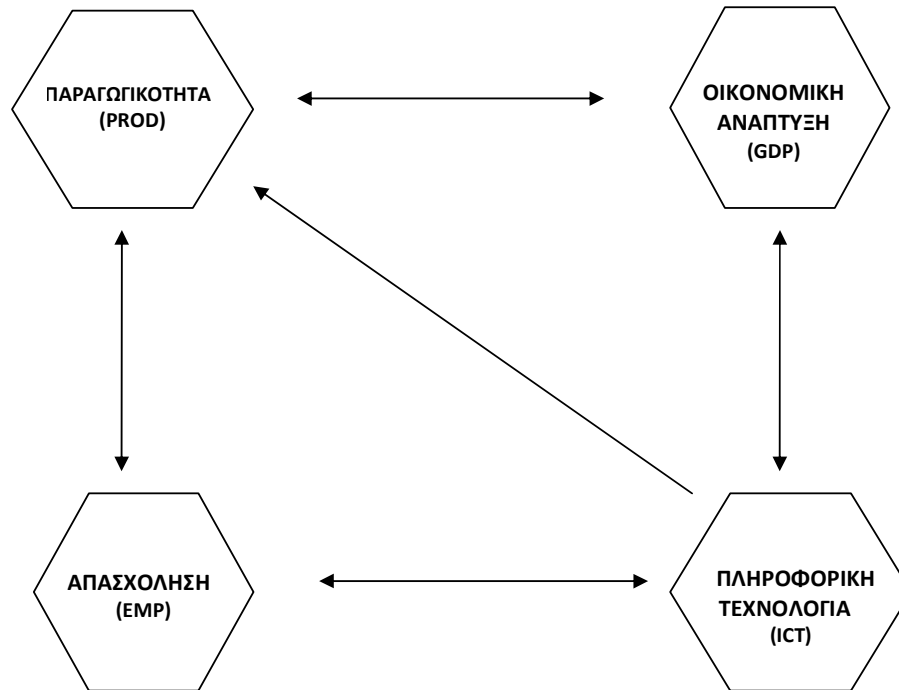 ΠΑΡΑΓΩΓΙΚΟΤΗΤΑ
(PROD)
ΟΙΚΟΝΟΜΙΚΗ
ΑΝΑΠΤΥΞΗ
(GDP)
ΑΠΑΣΧΟΛΗΣΗ
(EMP)
ΠΛΗΡΟΦΟΡΙΚΗ
ΤΕΧΝΟΛΟΓΙΑ
(ICT)